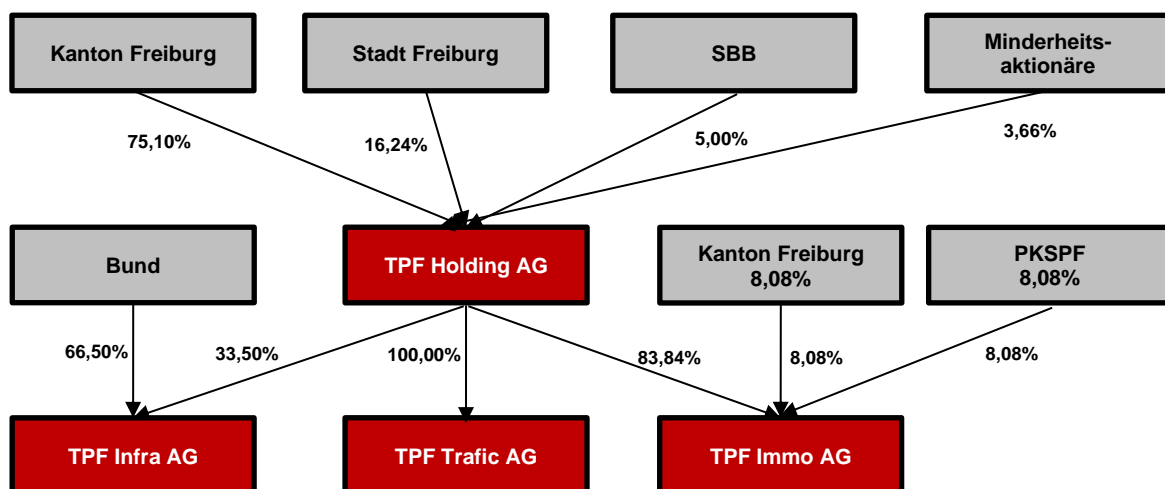 Kanton Freiburg
Stadt Freiburg
SBB
Minderheits-
aktionäre
75,10%
16,24%
5,00%
3,66%
Bund
TPF Holding AG
Kanton Freiburg
8,08%
PKSPF
8,08%
66,50%
33,50%
100,00%
83,84%
8,08%
8,08%
TPF Infra AG
TPF Trafic AG
TPF Immo AG